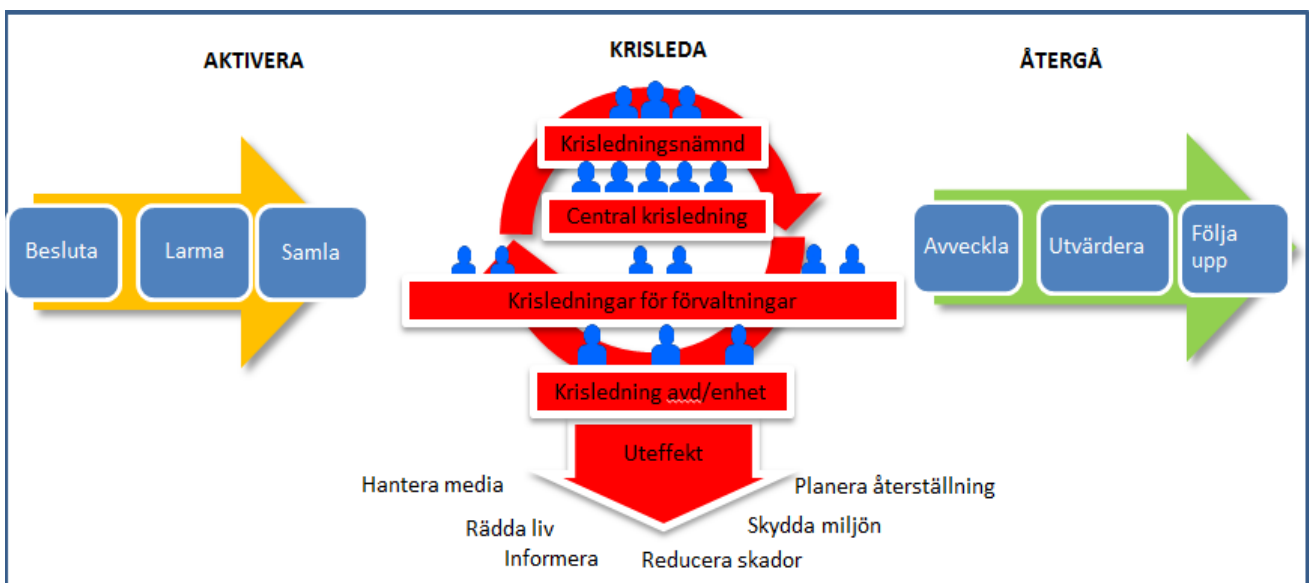 AKTIVERA
KRISLEDA
ÅTERGÅ
Besluta
Larma
Samla
Krisledningsnämnd
Central krisledning
Krisledningar för förvaltningar
Krisledning avd/enhet
Uteffekt
Avveckla
Utvärdera
Följa
upp
Hantera media
Rädda liv
Informera
Reducera skador
Skydda miljön
Planera återställning